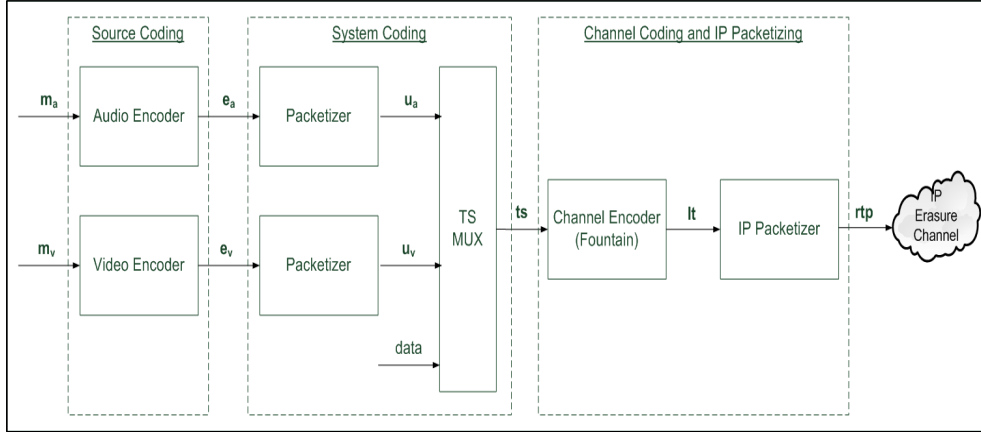 Source Coding
System Coding
Channel Coding and IP Packetizing
ma
Audio Encoder
ea
Packetizer
ua
mv
Video Encoder
ev
Packetizer
uv
data
TS
MUX
ts
Channel Encoder
(Fountain)
lt
IP Packetizer
rtp
IP
Erasure
Channel